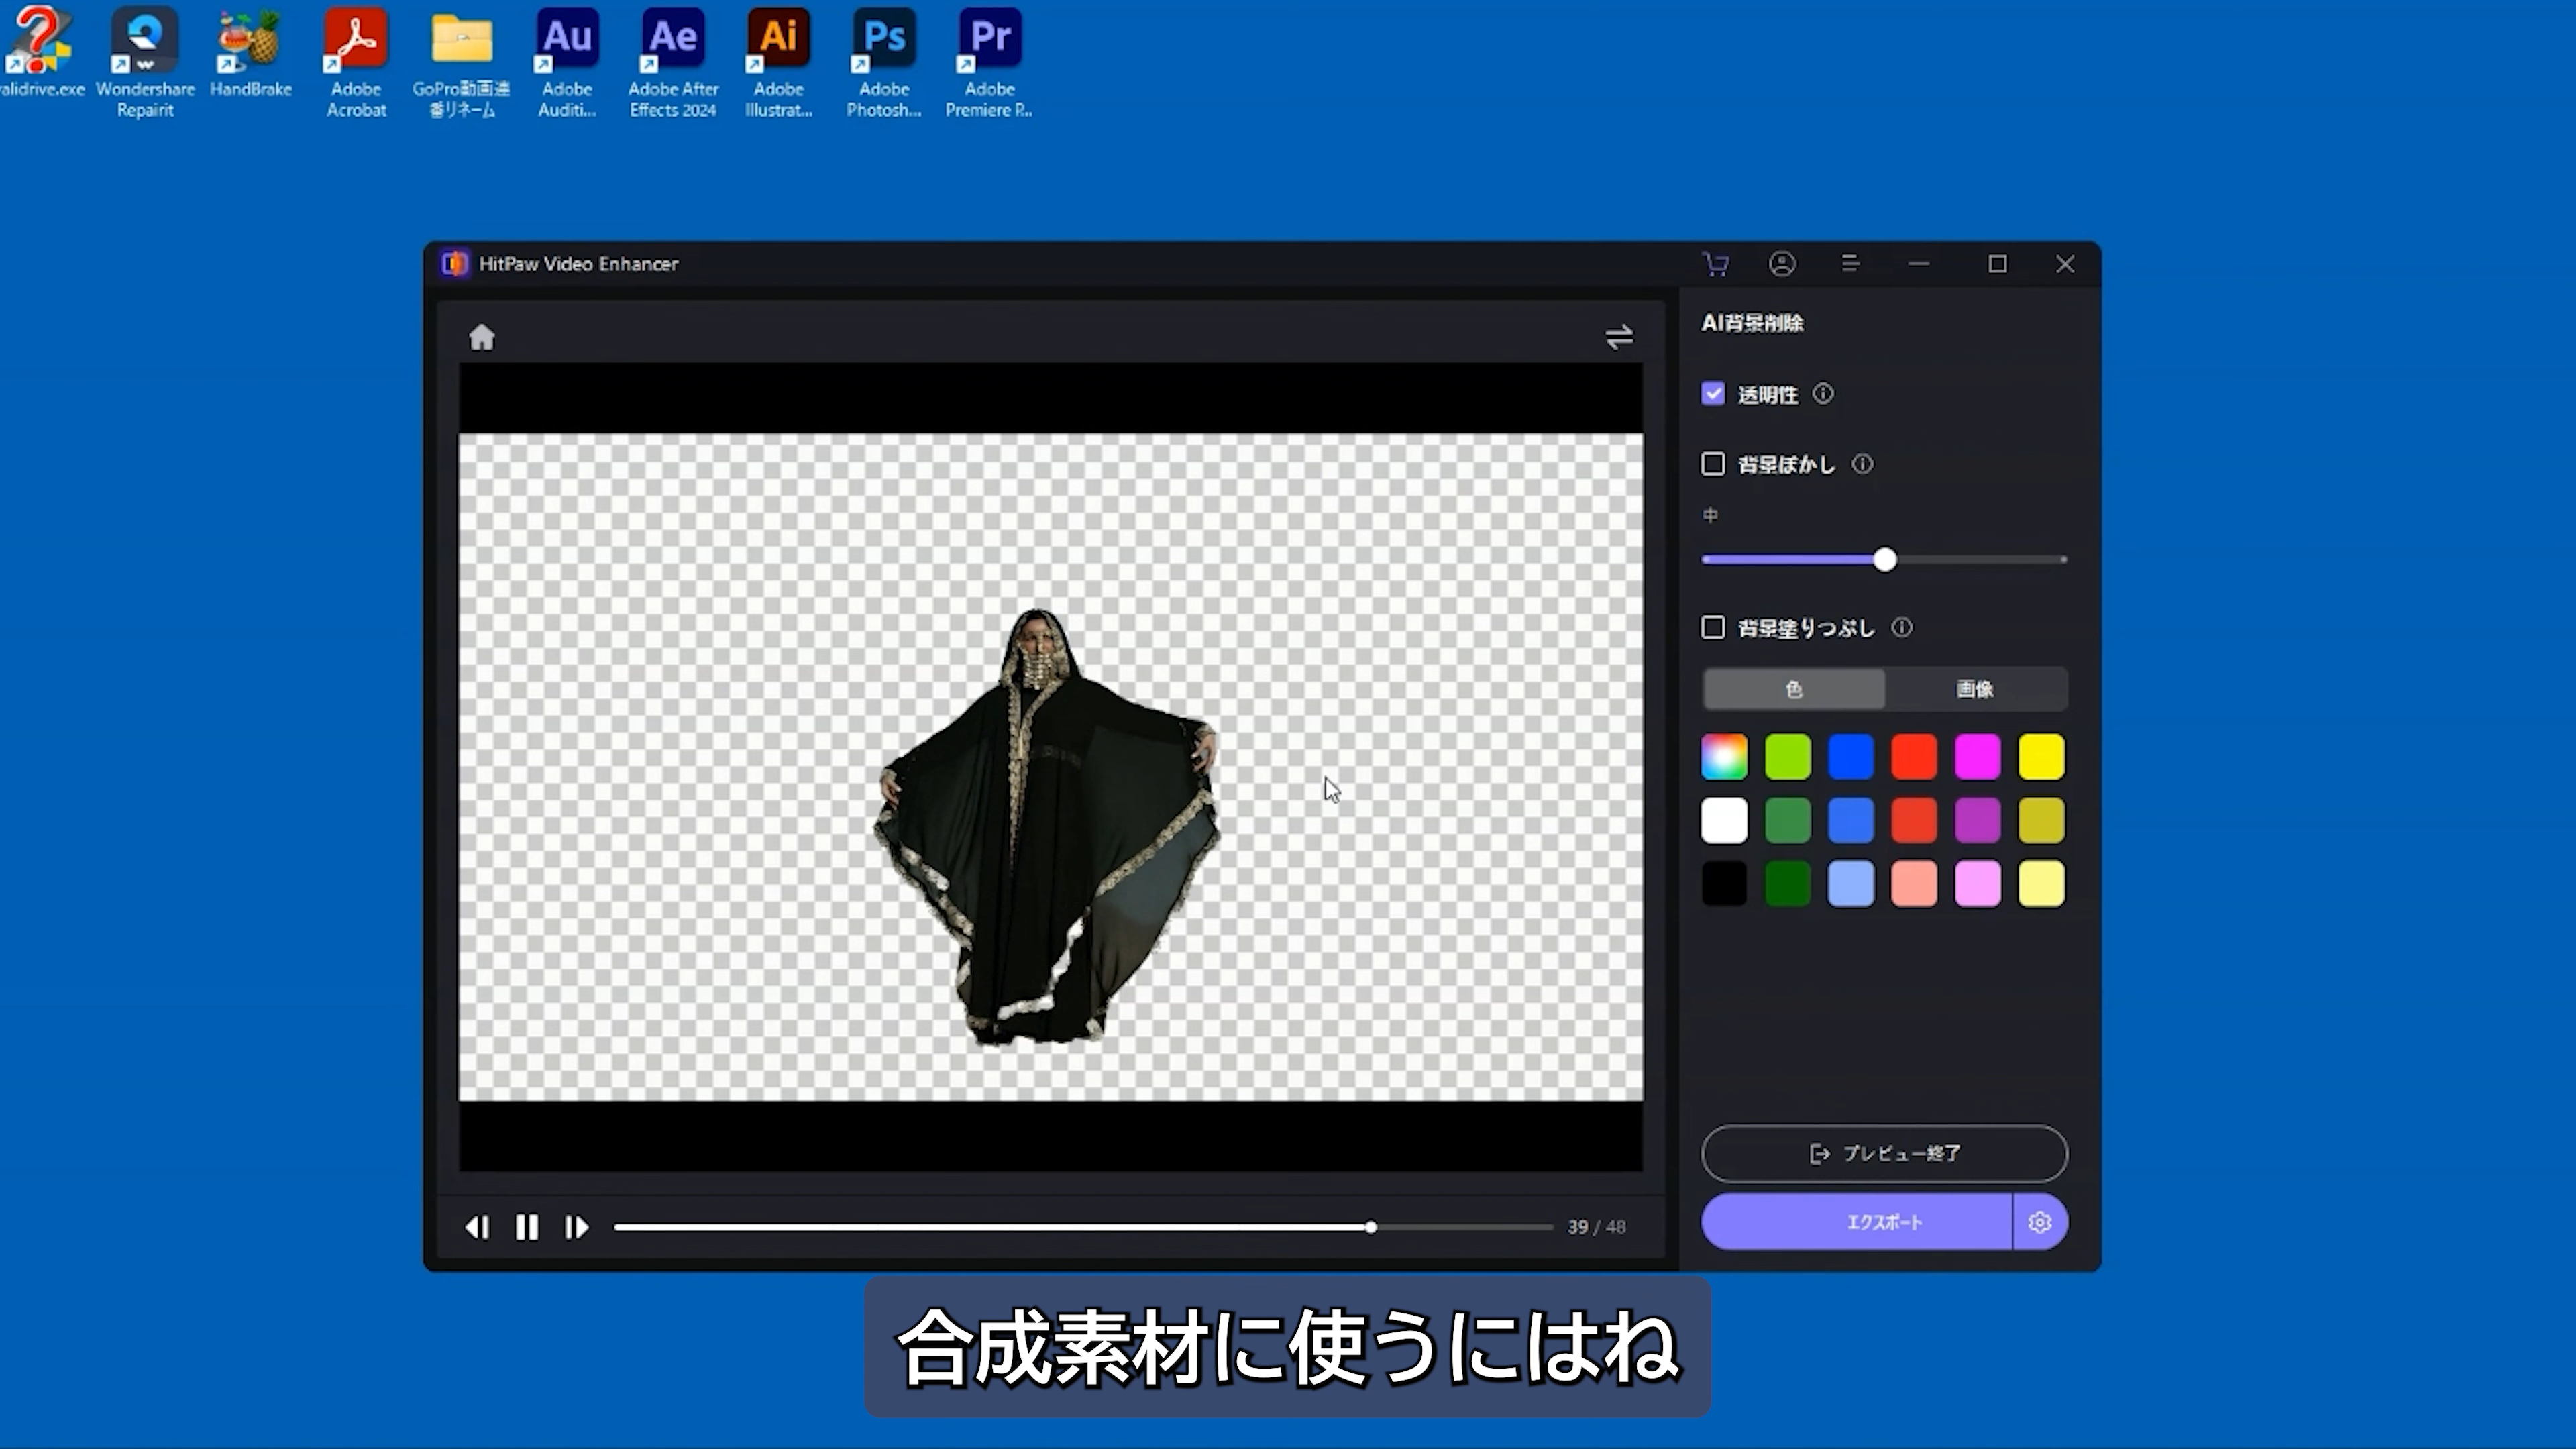 alidrive.exe
Wondershare
Repairit
HandBrake
Adobe
Acrobat
GoPro動画連
番リネーム
Au
Adobe
Auditi...
Ae
Adobe After
Effects 2024
Ai
Adobe
Illustrat...
Ps
Adobe
Photosh...
Pr
Adobe
Premiere P...
HitPaw Video Enhancer
AI背景削除
透明性
背景ぼかし
中
背景塗りつぶし
色
画像
プレビュー終了
エクスポート
39 / 48
合成素材に使うにはね